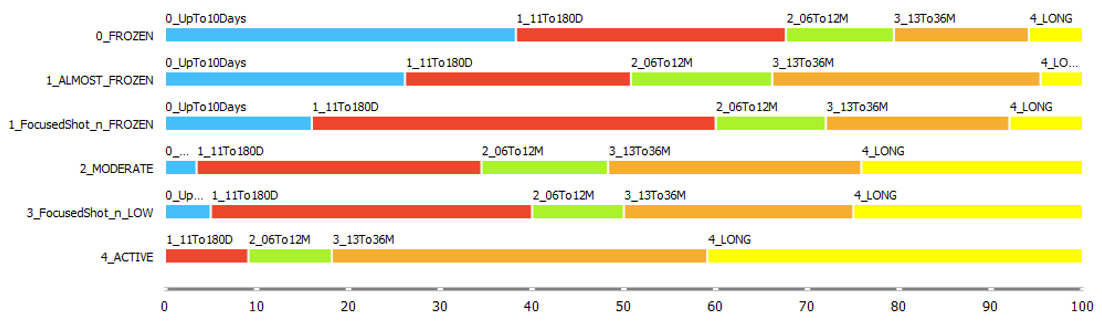 0_UpTo10Days 1_11To180D 2_06To12M 3_13To36M 4_LONG
0_FROZEN
0_UpTo10Days 1_11To180D 2_06To12M 3_13To36M 4_LO...
1_ALMOST_FROZEN
0_UpTo10Days 1_11To180D 2_06To12M 3_13To36M 4_LONG
1_FocusedShot_n_FROZEN
0_... 1_11To180D 2_06To12M 3_13To36M 4_LONG
2_MODERATE
0_Up... 1_11To180D 2_06To12M 3_13To36M 4_LONG
3_FocusedShot_n_LOW
1_11To180D 2_06To12M 3_13To36M 4_LONG
4_ACTIVE
0 10 20 30 40 50 60 70 80 90 100